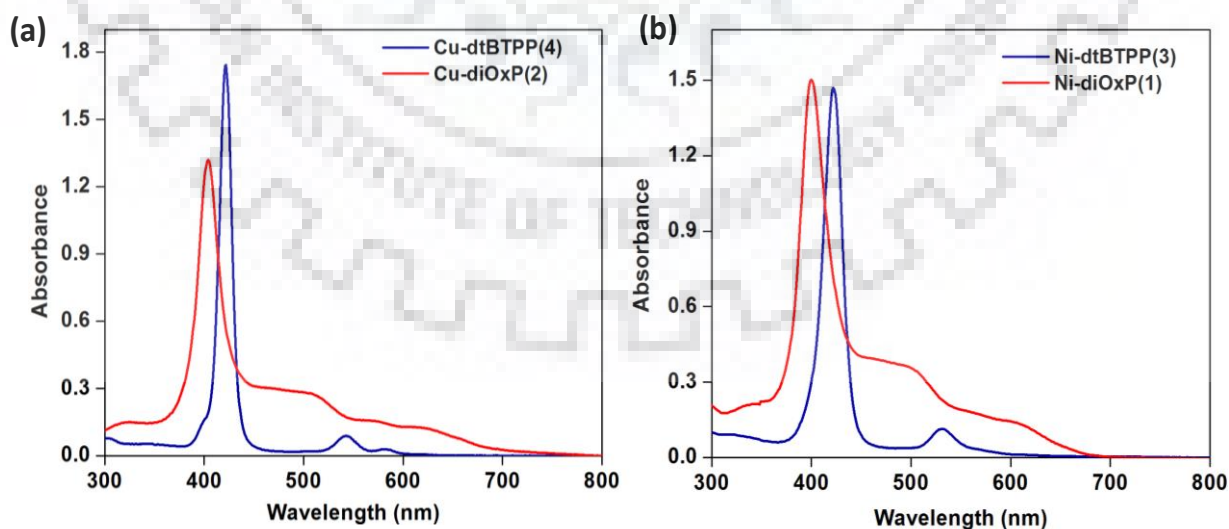 (a)
Cu-dtBTPP(4)
Cu-diOxP(2)
1.8
1.5
1.2
0.9
0.6
0.3
0.0
Absorbance
300 400 500 600 700 800
Wavelength (nm)
(b)
Ni-dtBTPP(3)
Ni-diOxP(1)
1.5
1.2
0.9
0.6
0.3
0.0
Absorbance
300 400 500 600 700 800
Wavelength (nm)